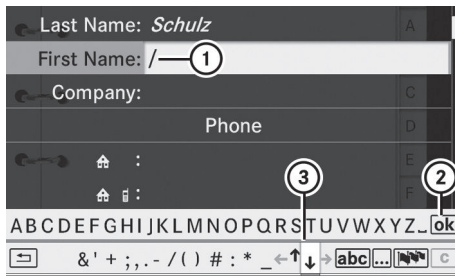 Last Name: Schulz
A
First Name: /
1
Company:
C
Phone
D
:
E
3
2
:
F
ABCDEFGHIJKLMNOPQRSTUVWXYZ_ ok
& ' + ; , . - / ( ) # : * _ ←↑↓→ abc ... c